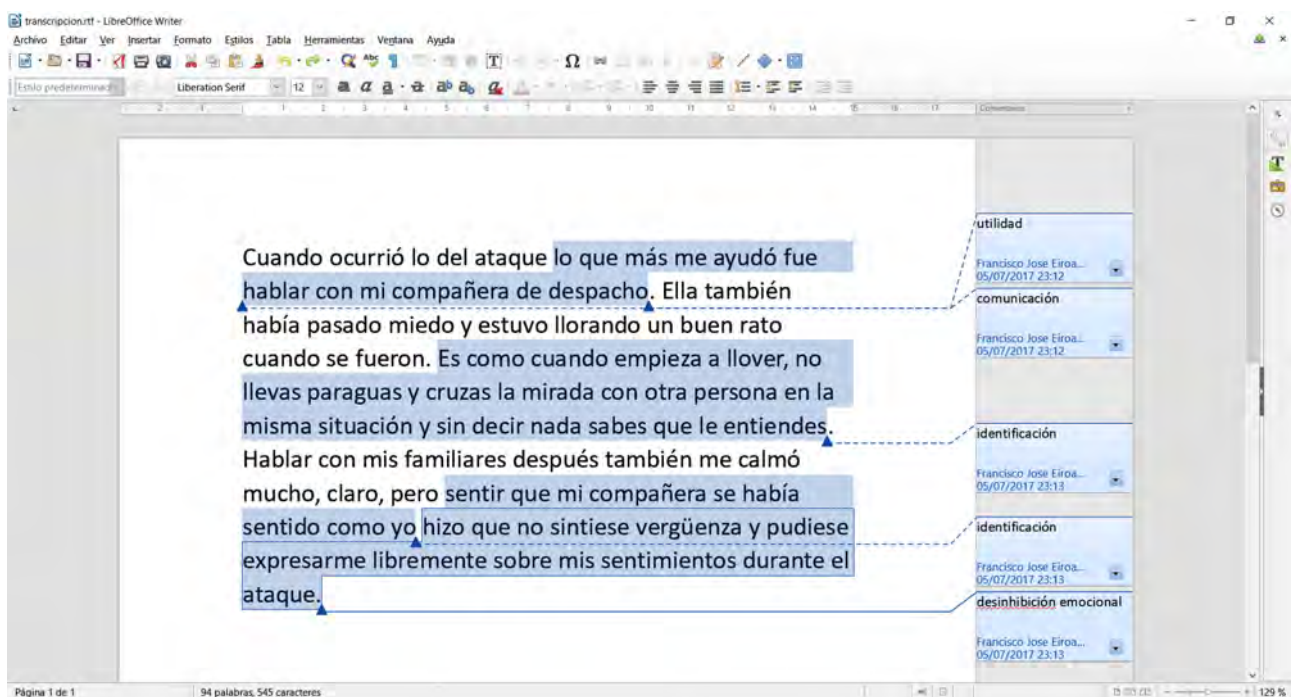 transcripcion.rtf - LibreOffice Writer
Archivo Editar Ver Insertar Formato Estilos Tabla Herramientas Ventana Ayuda
Estilo predeterminado Liberation Serif 12
Comentarios
Cuando ocurrió lo del ataque lo que más me ayudó fue
hablar con mi compañera de despacho. Ella también
había pasado miedo y estuvo llorando un buen rato
cuando se fueron. Es como cuando empieza a llover, no
llevas paraguas y cruzas la mirada con otra persona en la
misma situación y sin decir nada sabes que le entiendes.
Hablar con mis familiares después también me calmó
mucho, claro, pero sentir que mi compañera se había
sentido como yo hizo que no sintiese vergüenza y pudiese
expresarme libremente sobre mis sentimientos durante el
ataque.
utilidad
Francisco Jose Eiroa...
05/07/2017 23:12
comunicación
Francisco Jose Eiroa...
05/07/2017 23:12
identificación
Francisco Jose Eiroa...
05/07/2017 23:13
identificación
Francisco Jose Eiroa...
05/07/2017 23:13
desinhibición emocional
Francisco Jose Eiroa...
05/07/2017 23:13
Página 1 de 1 94 palabras, 545 caracteres 129 %